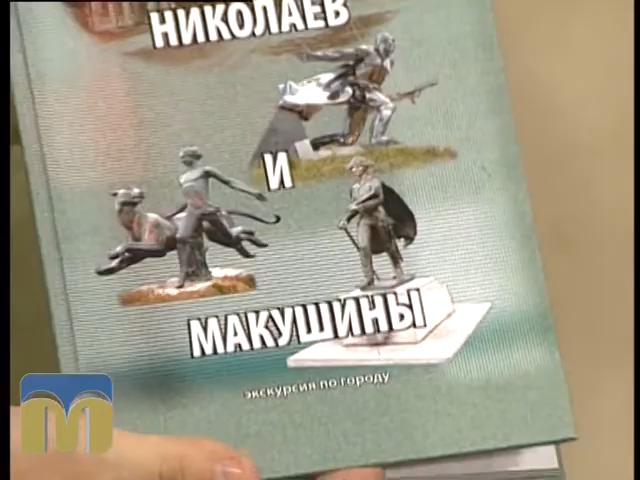 НИКОЛАЕВ
И
МАКУШИНЫ
экскурсия по городу
М